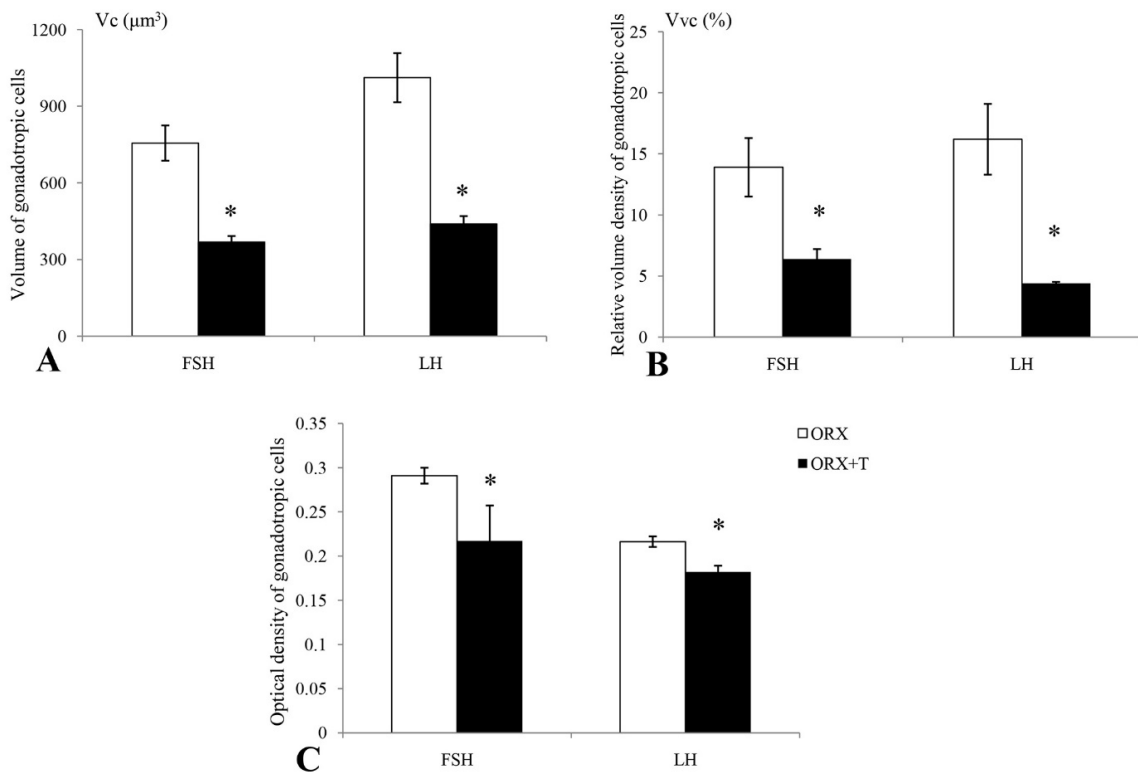 Vc (μm³)
Volume of gonadotropic cells
1200
900
600
300
0
*
*
FSH
LH
A
Vvc (%)
Relative volume density of gonadotropic cells
25
20
15
10
5
0
*
*
FSH
LH
B
Optical density of gonadotropic cells
0.35
0.3
0.25
0.2
0.15
0.1
0.05
0
*
*
FSH
LH
C
ORX
ORX+T